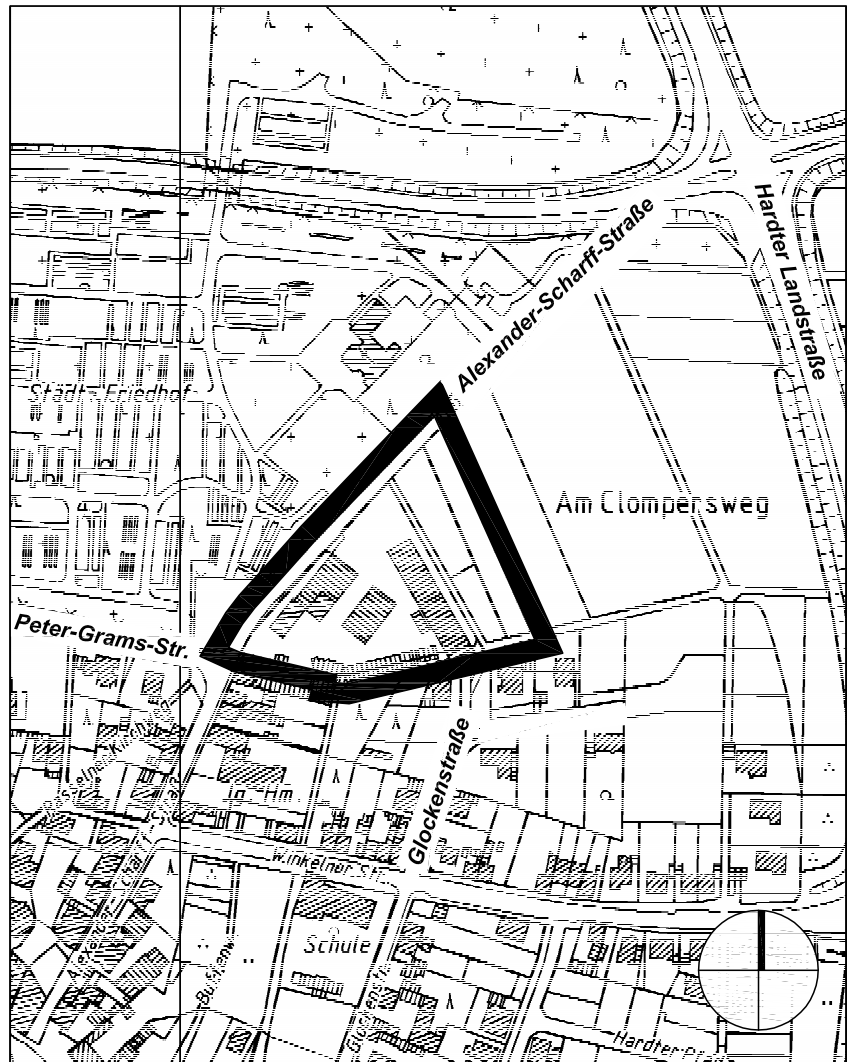 Alexander-Scharff-Straße
Hardter Landstraße
Städt. Friedhof
Am Clompersweg
Peter-Grams-Str.
Glockenstraße
Winkelner Str.
Schule